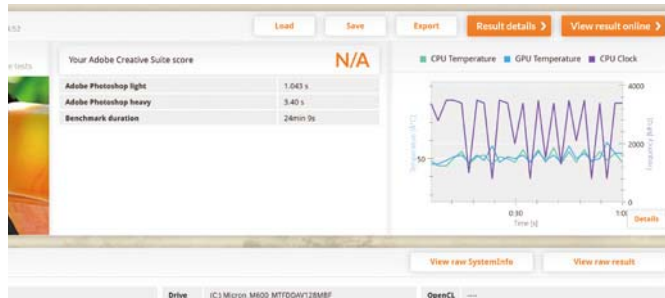 Load Save Export Result details View result online
Your Adobe Creative Suite score N/A
CPU Temperature GPU Temperature CPU Clock
Adobe Photoshop light 1.043 s
Adobe Photoshop heavy 3.40 s
Benchmark duration 24min 9s
4000
50
2000
0
0:30
Time [s]
Details
View raw SystemInfo View raw result
Drive (C:) Micron_M600_MTFDDAV128MBF OpenCL